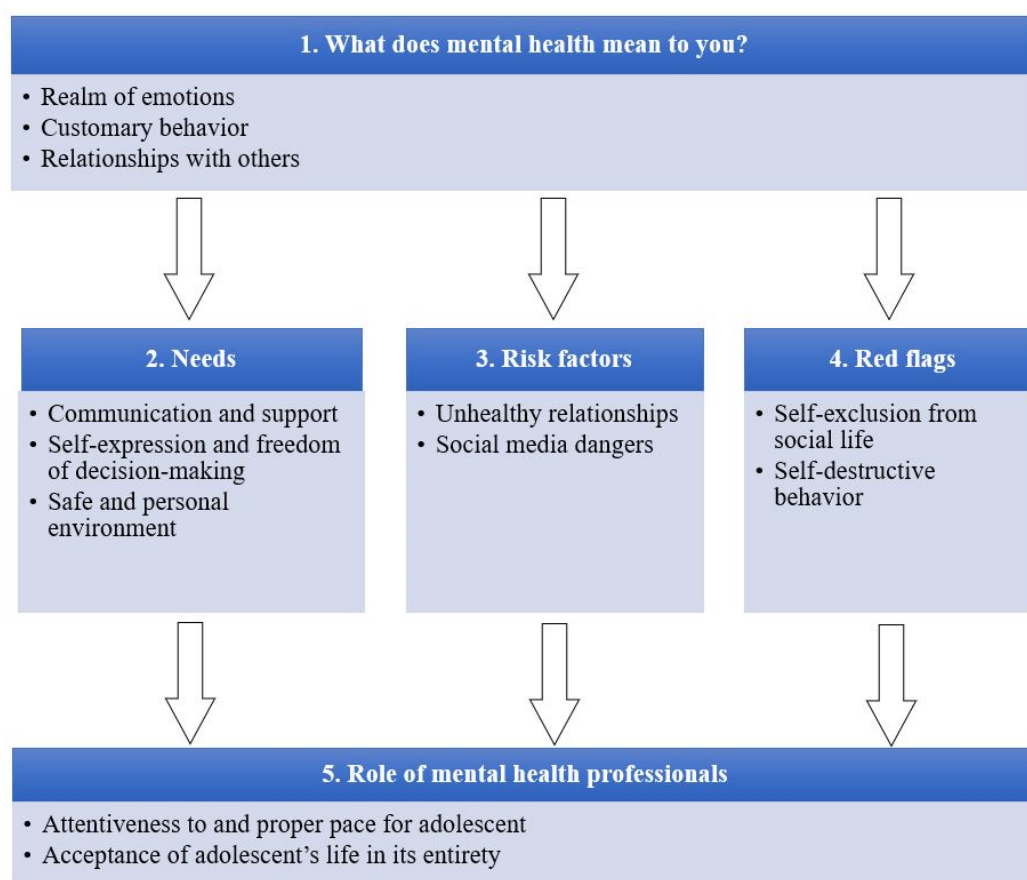 1. What does mental health mean to you?
• Realm of emotions
• Customary behavior
• Relationships with others
2. Needs
• Communication and support
• Self-expression and freedom
of decision-making
• Safe and personal
environment
3. Risk factors
• Unhealthy relationships
• Social media dangers
4. Red flags
• Self-exclusion from
social life
• Self-destructive
behavior
5. Role of mental health professionals
• Attentiveness to and proper pace for adolescent
• Acceptance of adolescent's life in its entirety